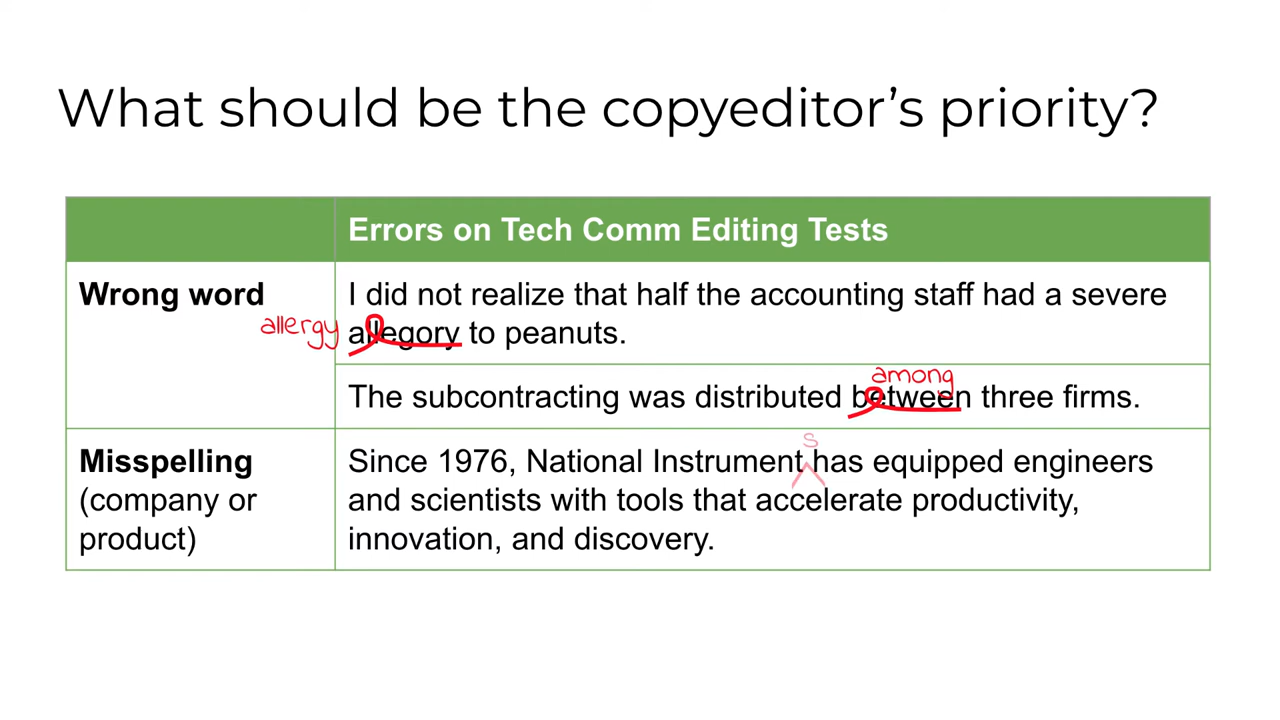 What should be the copyeditor's priority?
Errors on Tech Comm Editing Tests
Wrong word
I did not realize that half the accounting staff had a severe
allergy
allegory to peanuts.
among
The subcontracting was distributed between three firms.
s
Misspelling
(company or
product)
Since 1976, National Instrument has equipped engineers
and scientists with tools that accelerate productivity,
innovation, and discovery.